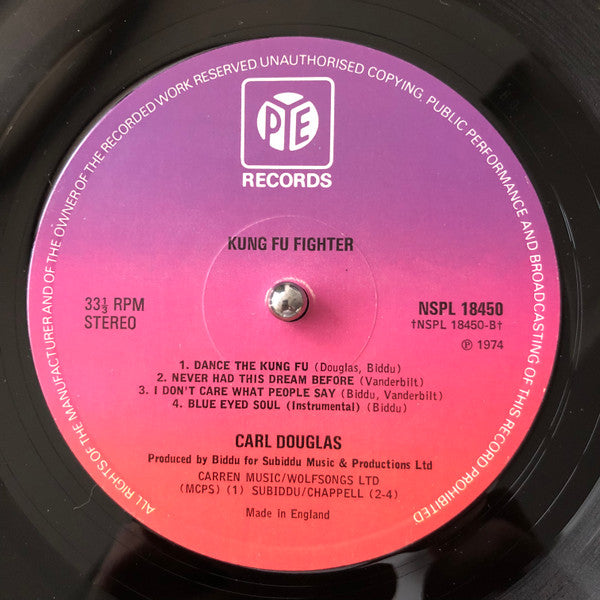 ALL RIGHTS OF THE MANUFACTURER AND OF THE OWNER OF THE RECORDED WORK RESERVED UNAUTHORISED COPYING, PUBLIC PERFORMANCE AND BROADCASTING OF THIS RECORD PROHIBITED
PYE
RECORDS
KUNG FU FIGHTER
33⅓ RPM
STEREO
NSPL 18450
†NSPL 18450-B†
℗ 1974
1. DANCE THE KUNG FU (Douglas, Biddu)
2. NEVER HAD THIS DREAM BEFORE (Vanderbilt)
3. I DON'T CARE WHAT PEOPLE SAY (Biddu, Vanderbilt)
4. BLUE EYED SOUL (Instrumental) (Biddu)
CARL DOUGLAS
Produced by Biddu for Subiddu Music & Productions Ltd
CARREN MUSIC/WOLFSONGS LTD
(MCPS) (1) SUBIDDU/CHAPPELL (2-4)
Made in England